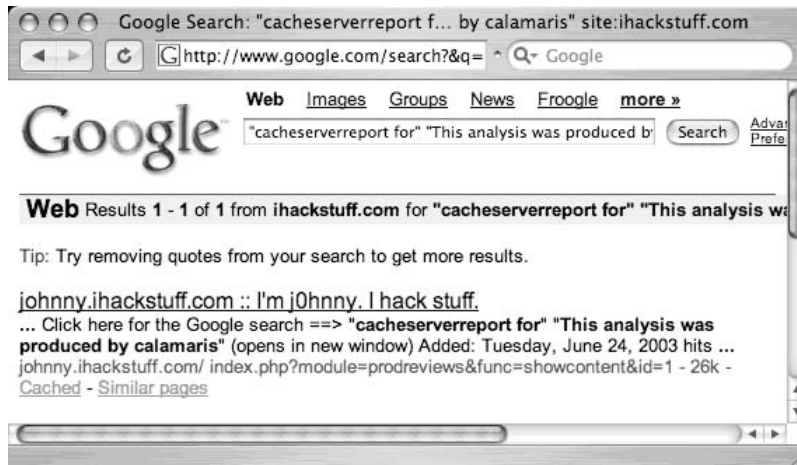 Google Search: "cacheserverreport f... by calamaris" site:ihackstuff.com
G http://www.google.com/search?&q= Google
Web Images Groups News Froogle more »
Google™
"cacheserverreport for" "This analysis was produced b Search
Adva
Prefe
Web Results 1 - 1 of 1 from ihackstuff.com for "cacheserverreport for" "This analysis wa
Tip: Try removing quotes from your search to get more results.
johnny.ihackstuff.com :: I'm j0hnny. I hack stuff.
... Click here for the Google search ==> "cacheserverreport for" "This analysis was
produced by calamaris" (opens in new window) Added: Tuesday, June 24, 2003 hits ...
johnny.ihackstuff.com/ index.php?module=prodreviews&func=showcontent&id=1 - 26k -
Cached - Similar pages